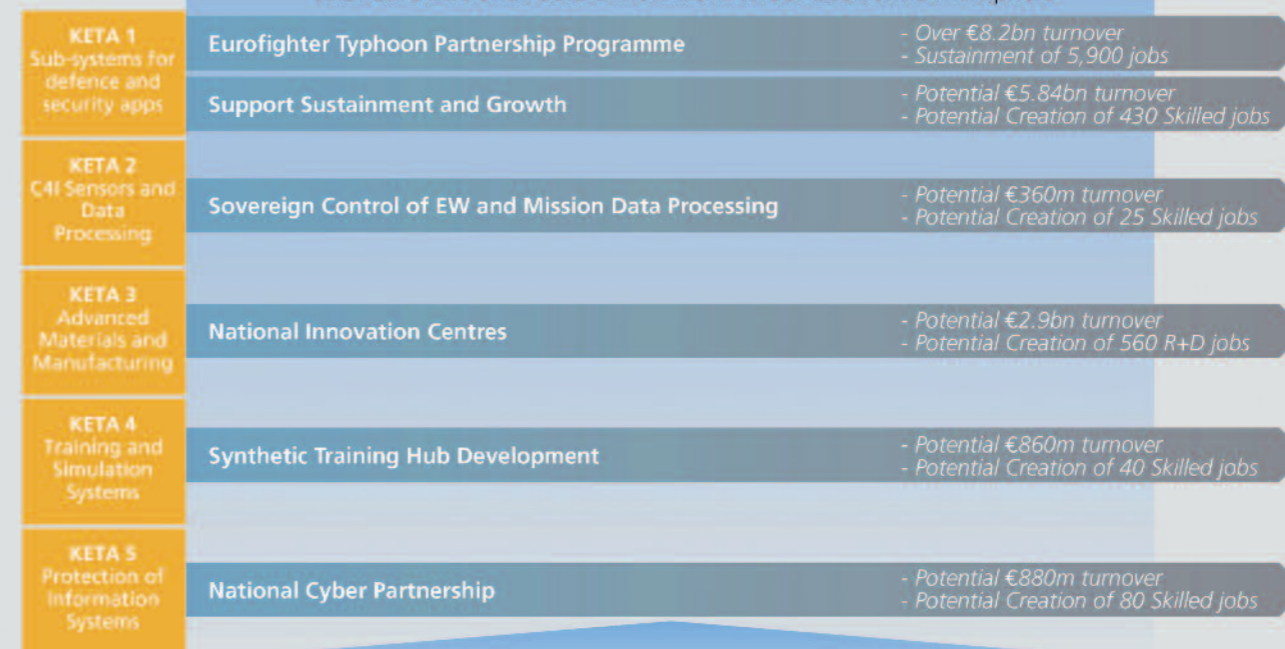 KETA 1
Sub-systems for
defence and
security apps
Eurofighter Typhoon Partnership Programme
- Over €8.2bn turnover
- Sustainment of 5,900 jobs
Support Sustainment and Growth
- Potential €5.84bn turnover
- Potential Creation of 430 Skilled jobs
KETA 2
C4I Sensors and
Data
Processing
Sovereign Control of EW and Mission Data Processing
- Potential €360m turnover
- Potential Creation of 25 Skilled jobs
KETA 3
Advanced
Materials and
Manufacturing
National Innovation Centres
- Potential €2.9bn turnover
- Potential Creation of 560 R+D jobs
KETA 4
Training and
Simulation
Systems
Synthetic Training Hub Development
- Potential €860m turnover
- Potential Creation of 40 Skilled jobs
KETA 5
Protection of
Information
Systems
National Cyber Partnership
- Potential €880m turnover
- Potential Creation of 80 Skilled jobs